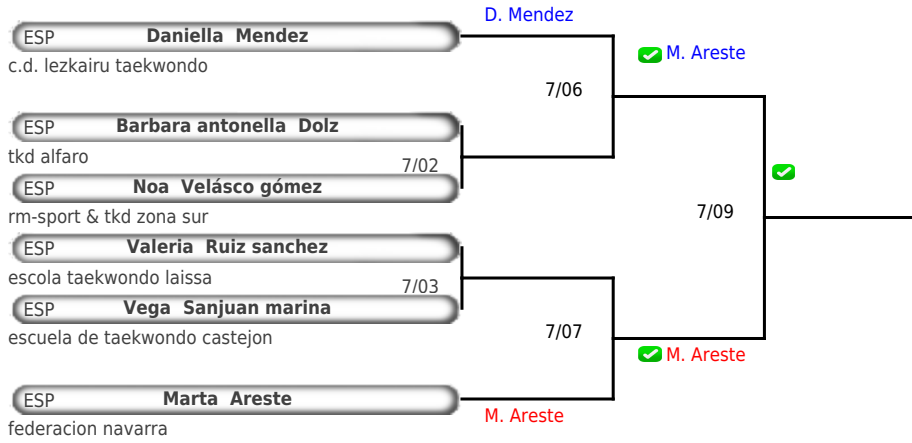 D. Mendez
ESP Daniella Mendez
c.d. lezkairu taekwondo
M. Areste
7/06
ESP Barbara antonella Dolz
tkd alfaro
7/02
ESP Noa Velásco gómez
rm-sport & tkd zona sur
7/09
ESP Valeria Ruiz sanchez
escola taekwondo laissa
7/03
ESP Vega Sanjuan marina
escuela de taekwondo castejon
7/07
M. Areste
ESP Marta Areste
M. Areste
federacion navarra